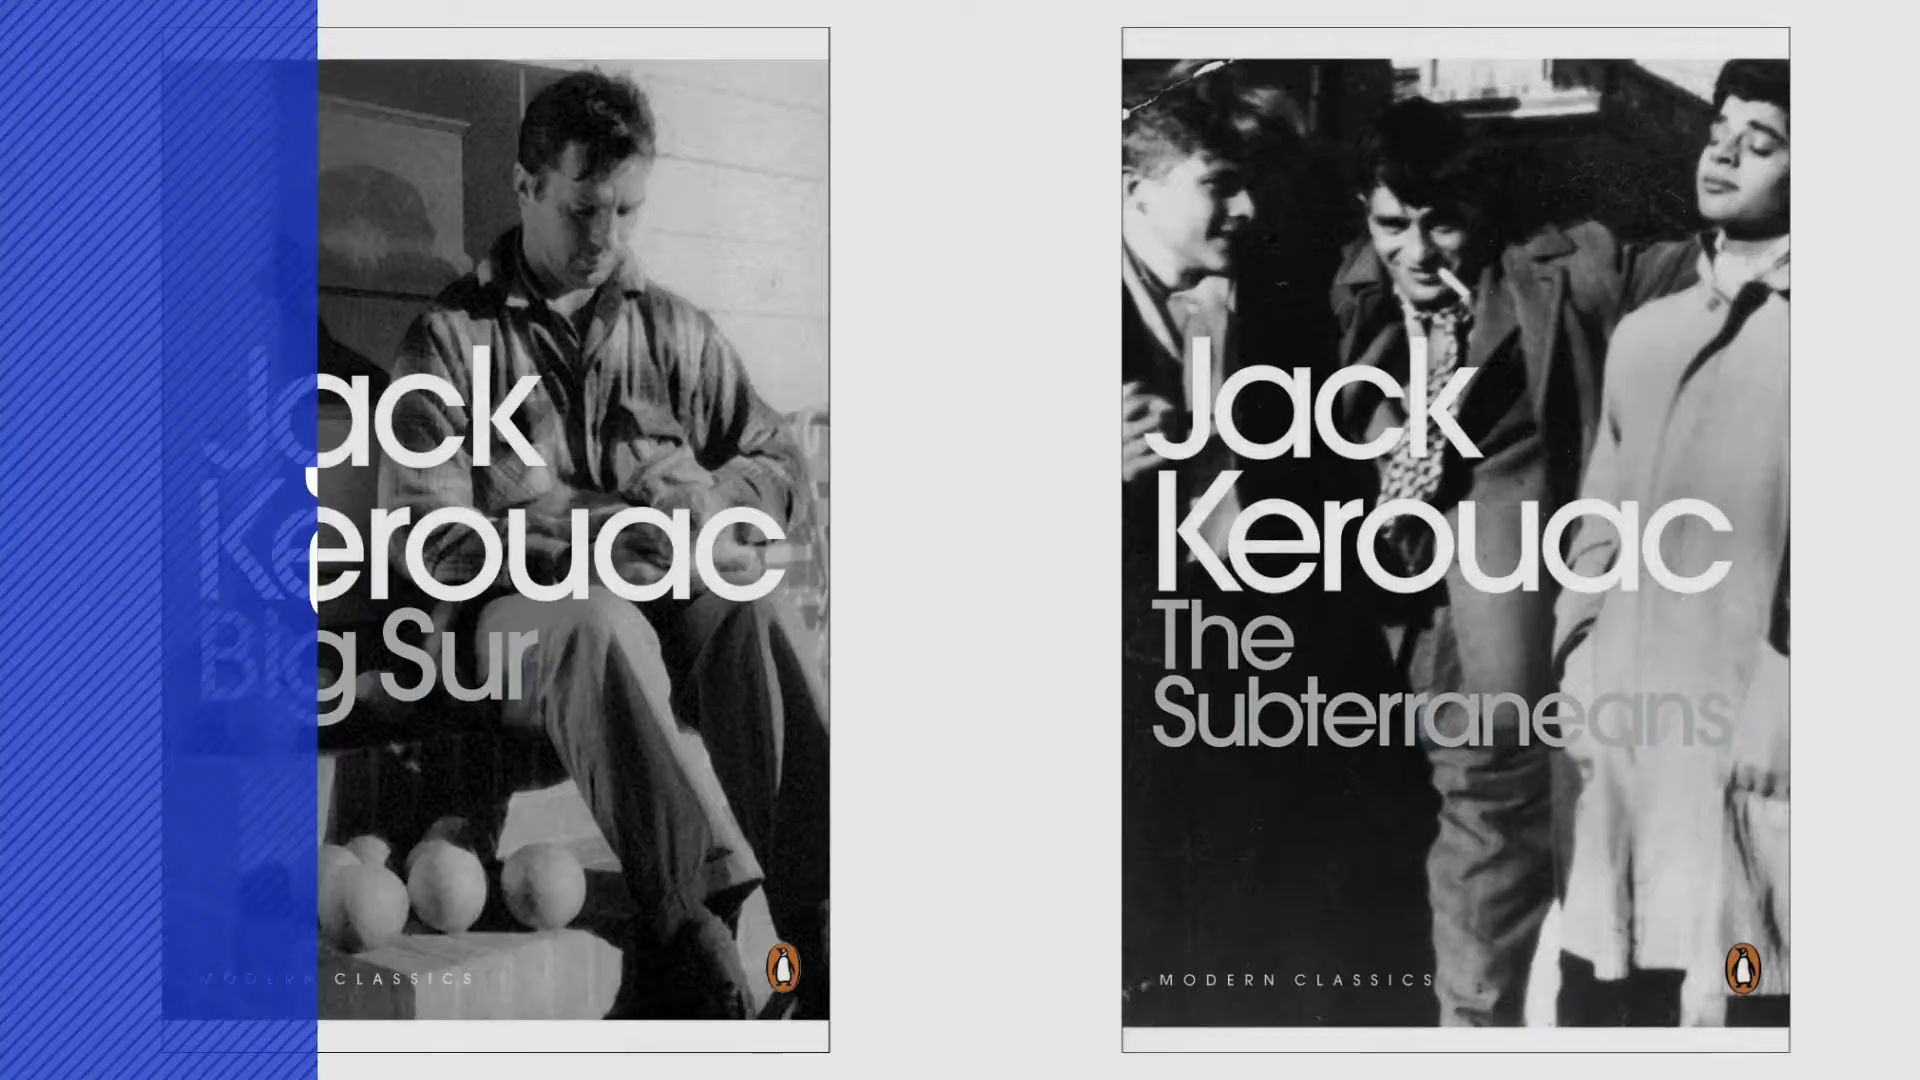 Jack
Kerouac
Big Sur
MODERN CLASSICS
Jack
Kerouac
The
Subterraneans
MODERN CLASSICS